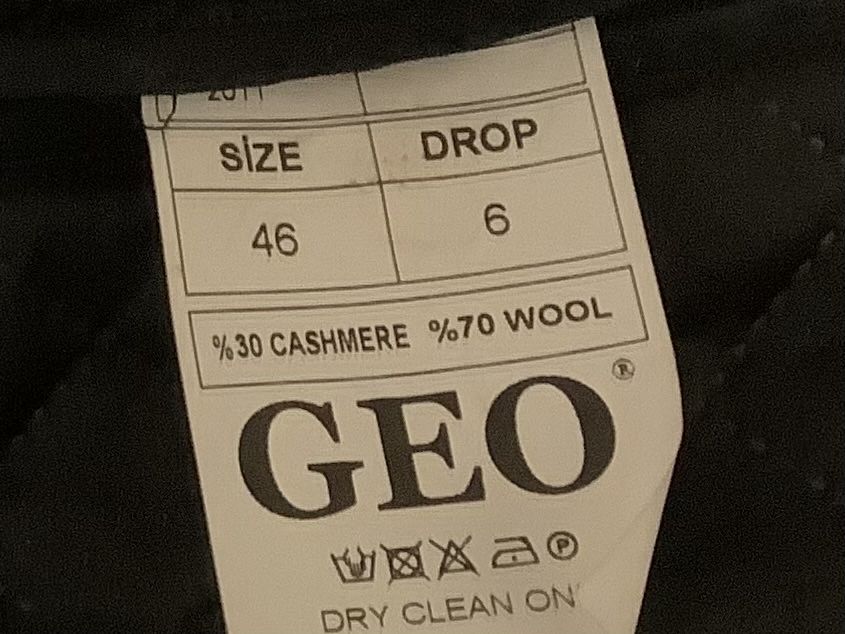 SİZE DROP
46 6
%30 CASHMERE %70 WOOL
GEO®
DRY CLEAN ON